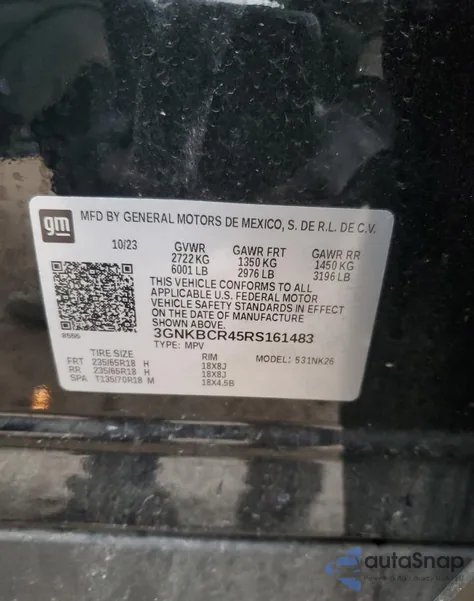 gm
MFD BY GENERAL MOTORS DE MEXICO, S. DE R.L. DE C.V.
10/23 GVWR GAWR FRT GAWR RR
2722 KG 1350 KG 1450 KG
6001 LB 2976 LB 3196 LB
THIS VEHICLE CONFORMS TO ALL
APPLICABLE U.S. FEDERAL MOTOR
VEHICLE SAFETY STANDARDS IN EFFECT
ON THE DATE OF MANUFACTURE
3GNKBCR45RS161483
TYPE: MPV MODEL: 531NK26
TIRE SIZE RIM
FRT 235/65R18 H 18X8J
RR 235/65R18 H 18X8J
SPA T135/70R18 M 18X4.5B
autoSnap